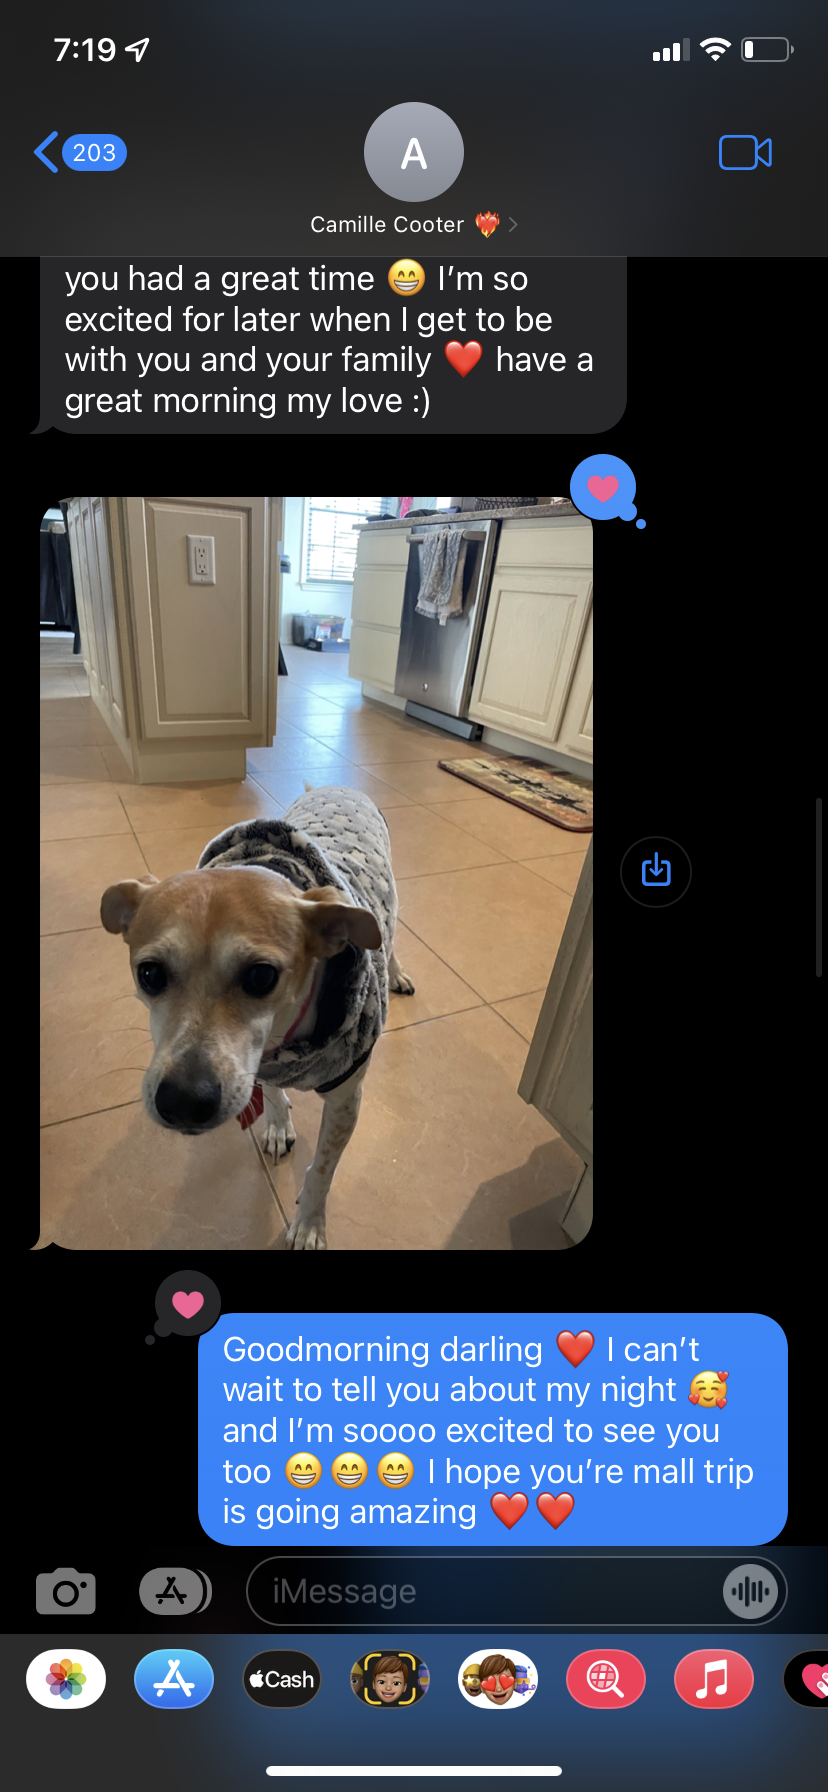 7:19
203
A
Camille Cooter ❤️‍🔥
you had a great time 😁 I'm so
excited for later when I get to be
with you and your family ❤️ have a
great morning my love :)
Goodmorning darling ❤️ I can't
wait to tell you about my night 🥰
and I'm soooo excited to see you
too 😁😁😁 I hope you're mall trip
is going amazing ❤️❤️
iMessage
Cash